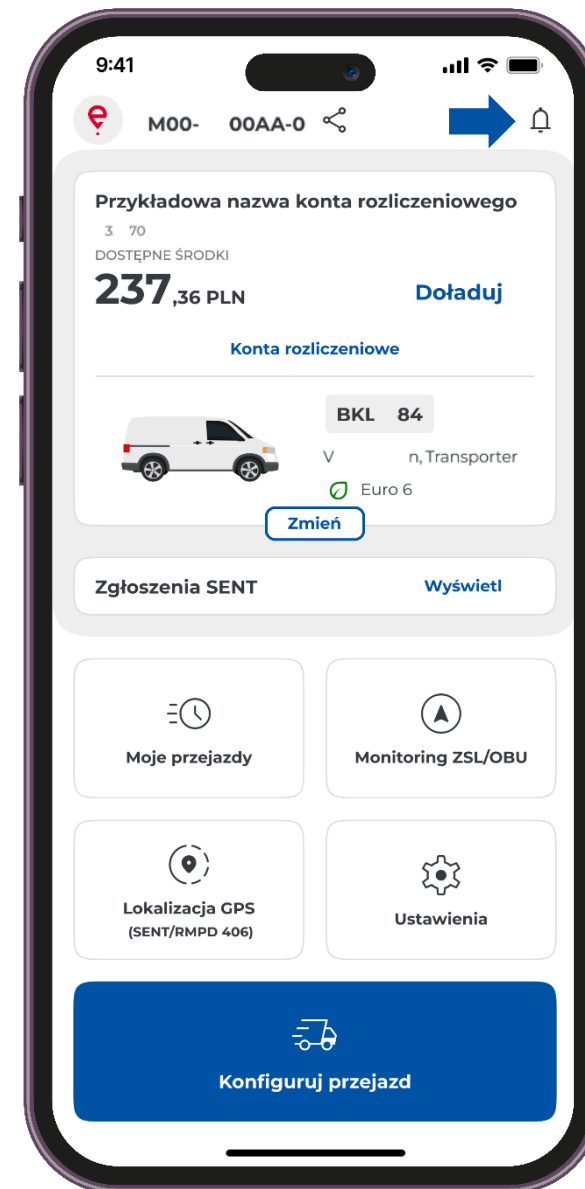 9:41
M00- 00AA-0
Przykładowa nazwa konta rozliczeniowego
3 70
DOSTĘPNE ŚRODKI
237,36 PLN Doładuj
Konta rozliczeniowe
BKL 84
V n, Transporter
Euro 6
Zmień
Zgłoszenia SENT Wyświetl
Moje przejazdy
Monitoring ZSL/OBU
Lokalizacja GPS
(SENT/RMPD 406)
Ustawienia
Konfiguruj przejazd